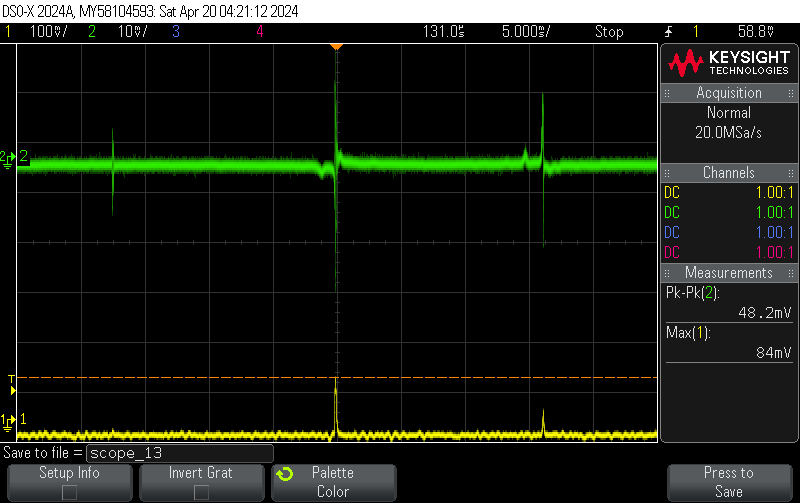 DSO-X 2024A, MY58104593: Sat Apr 20 04:21:12 2024
1 100mV/ 2 10mV/ 3 4 131.0s 5.000s/ Stop 1 58.8mV
KEYSIGHT
TECHNOLOGIES
Acquisition
Normal
20.0MSa/s
Channels
DC 1.00:1
DC 1.00:1
DC 1.00:1
DC 1.00:1
Measurements
Pk-Pk(2):
48.2mV
Max(1):
84mV
2 2
T
1 1
Save to file = scope_13
Setup Info
Invert Grat
Palette
Color
Press to
Save